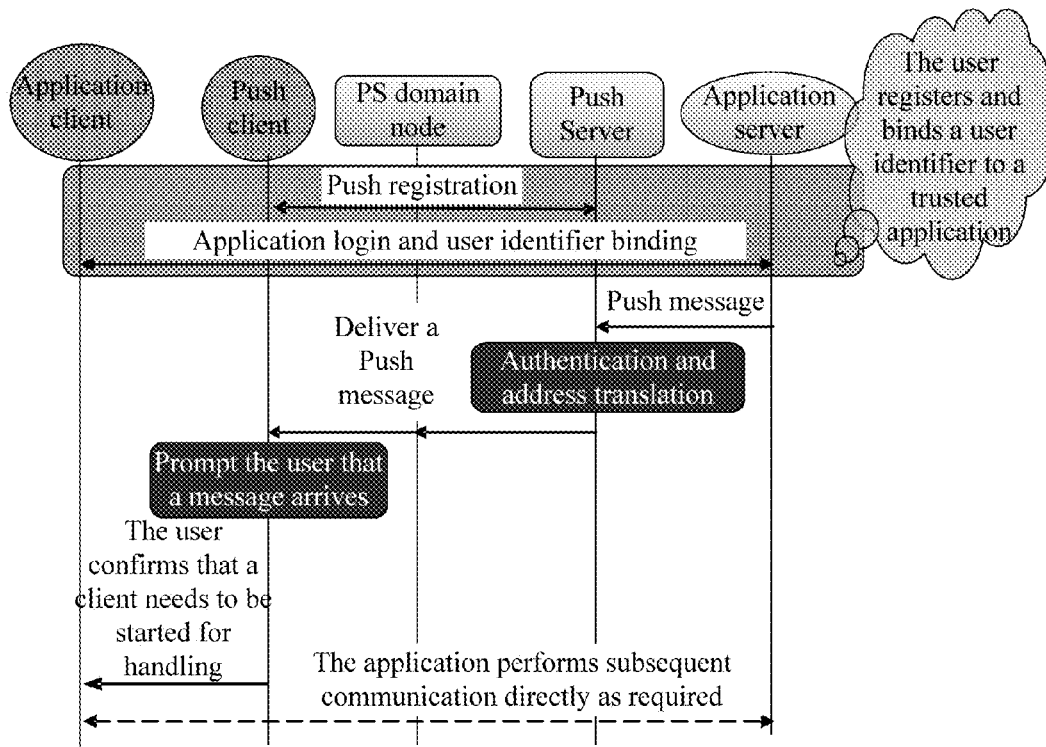 Application
client
Push
client
PS domain
node
Push
Server
Application
server
The user
registers and
binds a user
identifier to a
trusted
application
Push registration
Application login and user identifier binding
Push message
Deliver a
Push
message
Authentication and
address translation
Prompt the user that
a message arrives
The user
confirms that a
client needs to be
started for
handling
The application performs subsequent
communication directly as required